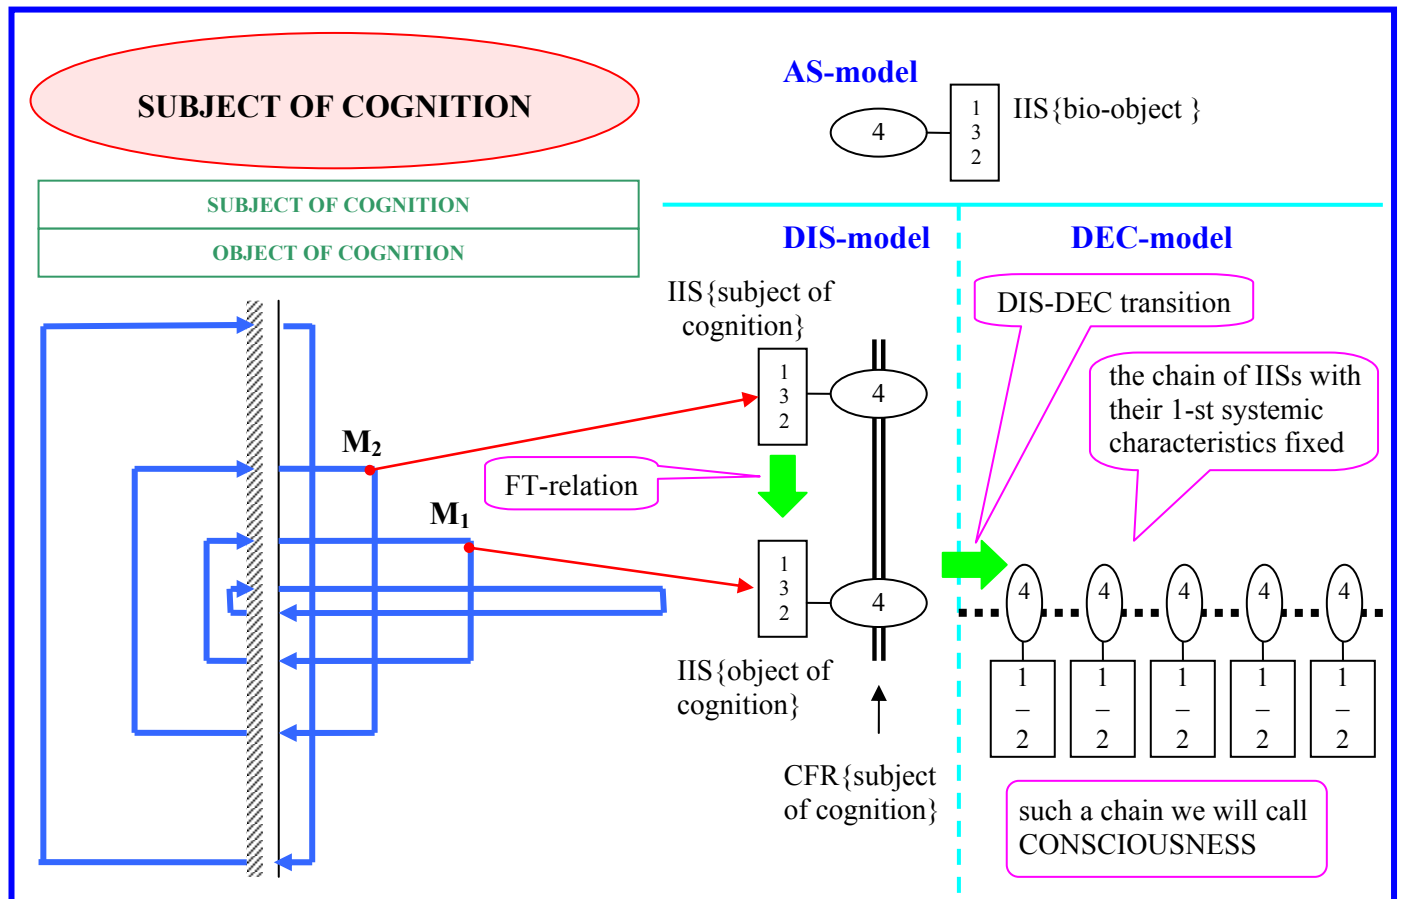 SUBJECT OF COGNITION
SUBJECT OF COGNITION
OBJECT OF COGNITION
AS-model
4
1
3
2
IIS{bio-object }
DIS-model
DEC-model
IIS{subject of
cognition}
1
3
2
4
M2
M1
FT-relation
1
3
2
4
IIS{object of
cognition}
CFR{subject
of cognition}
DIS-DEC transition
the chain of IISs with
their 1-st systemic
characteristics fixed
4 4 4 4 4
1 1 1 1 1
– – – – –
2 2 2 2 2
such a chain we will call
CONSCIOUSNESS